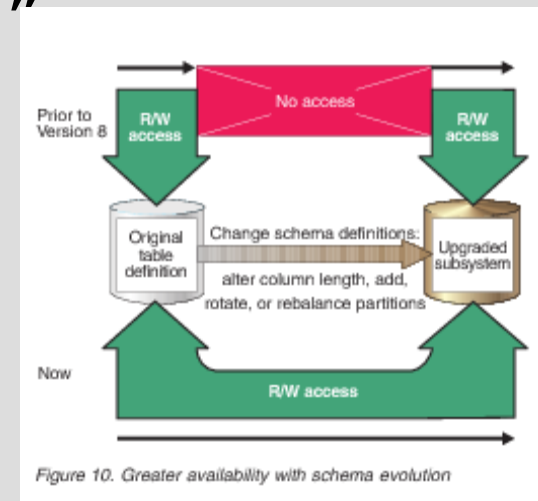 No access
Prior to
Version 8
R/W
access
R/W
access
Original
table
definition
Change schema definitions:
alter column length, add,
rotate, or rebalance partitions
Upgraded
subsystem
Now
R/W access
Figure 10. Greater availability with schema evolution